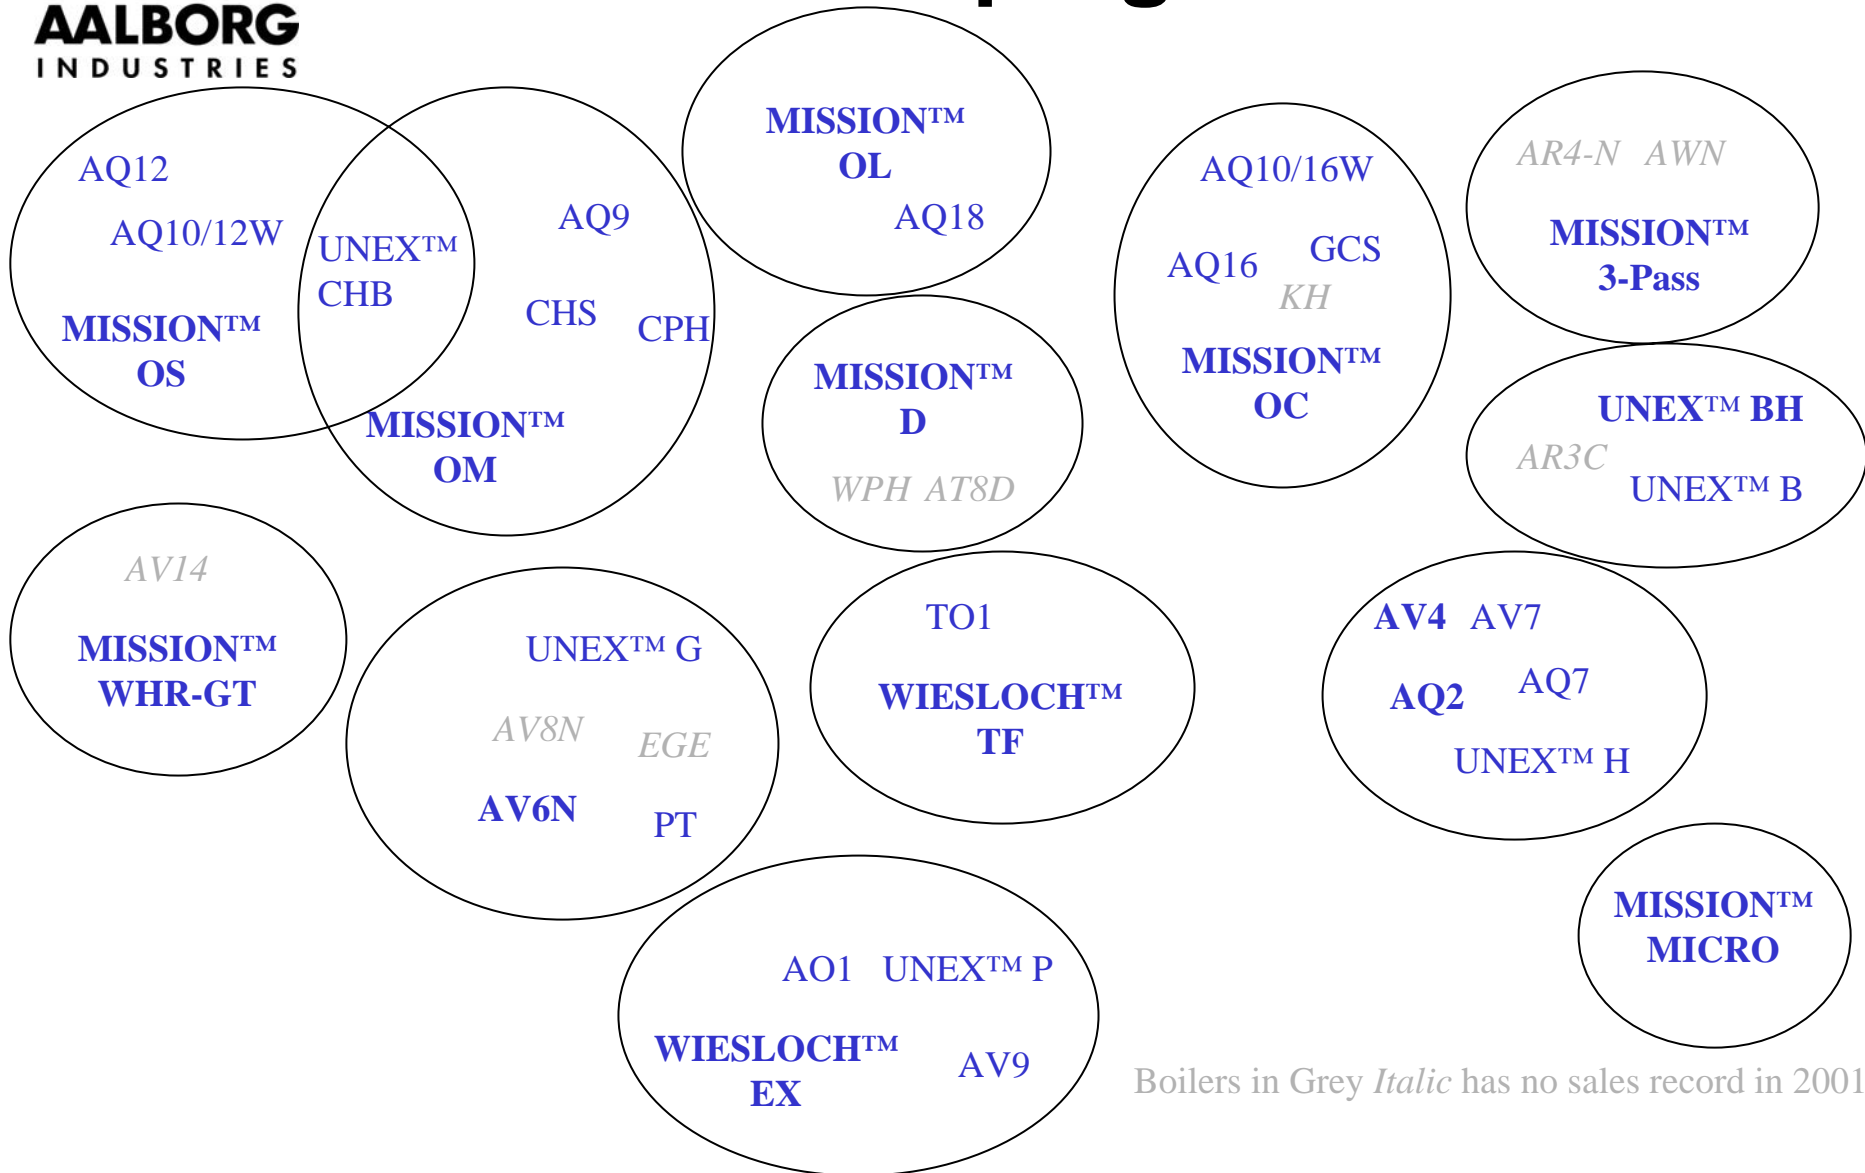 AALBORG
INDUSTRIES
AQ12
AQ10/12W
UNEX™
CHB
MISSION™
OS
AQ9
CHS
CPH
MISSION™
OM
MISSION™
OL
AQ18
AQ10/16W
AQ16
GCS
KH
MISSION™
OC
AR4-N AWN
MISSION™
3-Pass
MISSION™
D
WPH AT8D
UNEX™ BH
AR3C
UNEX™ B
AV14
MISSION™
WHR-GT
UNEX™ G
AV8N
EGE
AV6N
PT
TO1
WIESLOCH™
TF
AV4 AV7
AQ2
AQ7
UNEX™ H
MISSION™
MICRO
AO1 UNEX™ P
WIESLOCH™
EX
AV9
Boilers in Grey Italic has no sales record in 2001